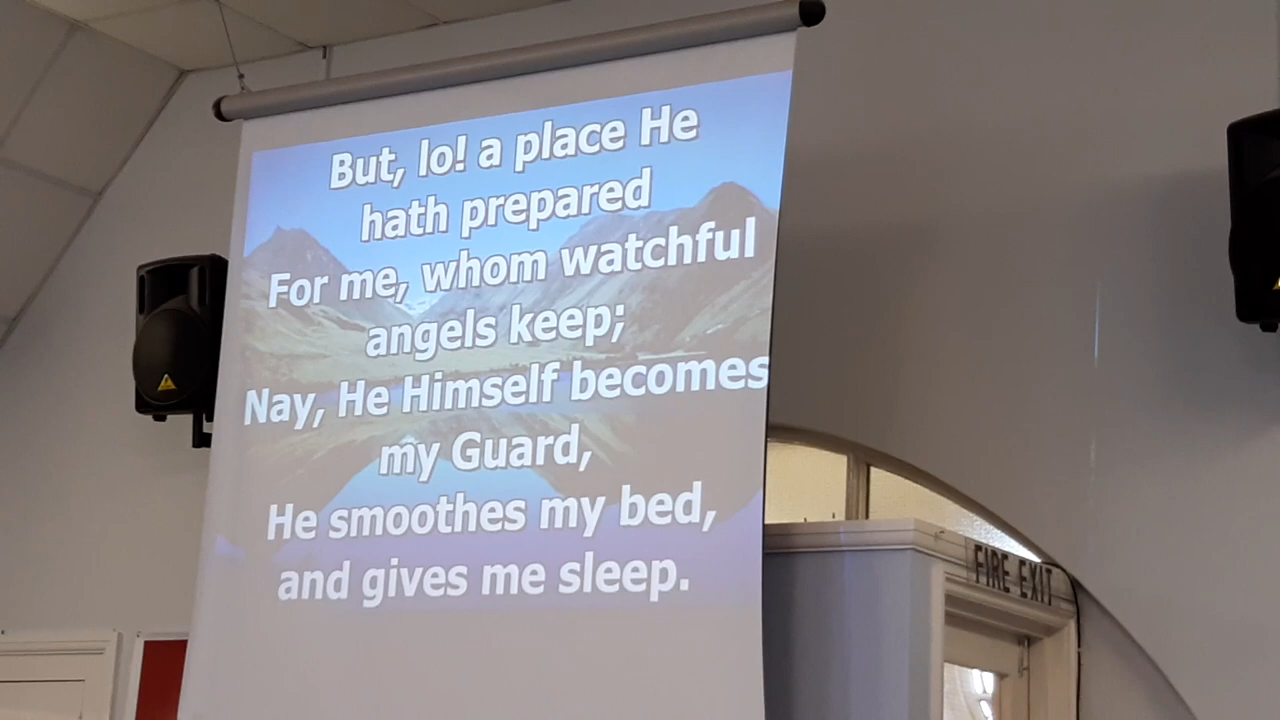 But, lo! a place He
hath prepared
For me, whom watchful
angels keep;
Nay, He Himself becomes
my Guard,
He smoothes my bed,
and gives me sleep.
FIRE EXIT